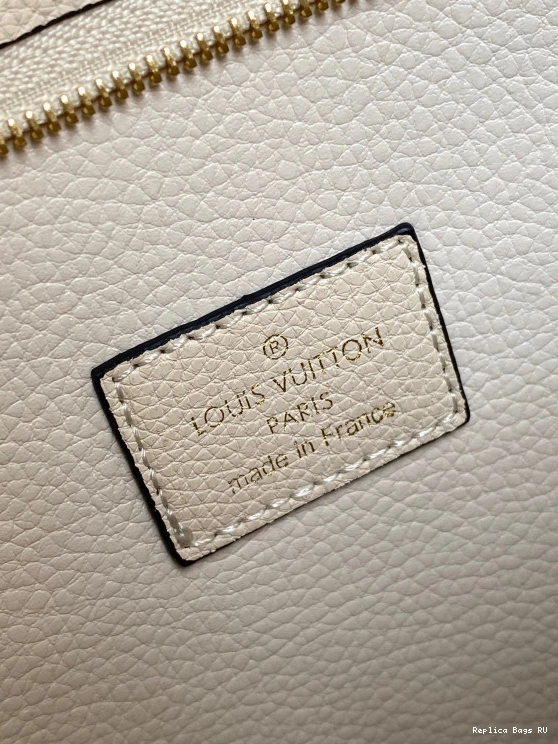 ®
LOUIS VUITTON
PARIS
made in France
Replica Bags RU